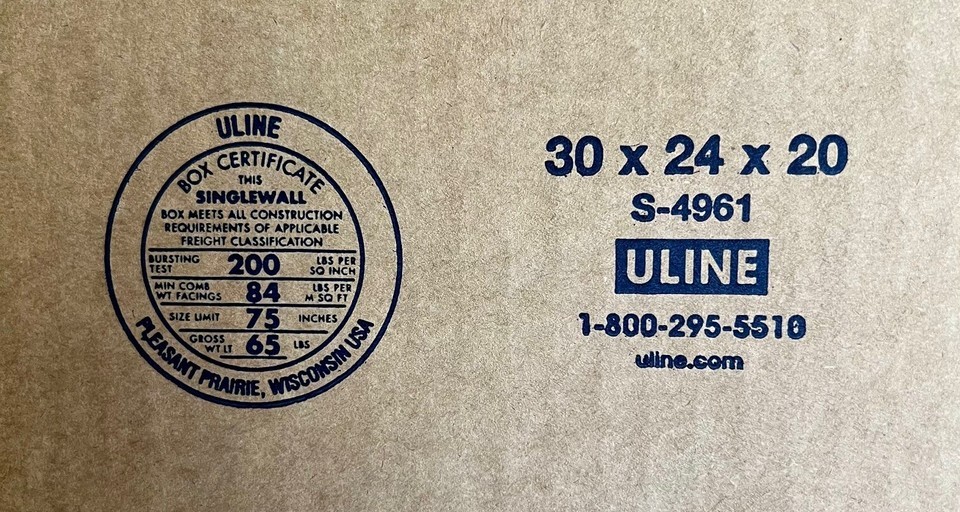 ULINE
BOX CERTIFICATE
THIS
SINGLEWALL
BOX MEETS ALL CONSTRUCTION
REQUIREMENTS OF APPLICABLE
FREIGHT CLASSIFICATION
BURSTING TEST 200 LBS PER SQ INCH
MIN COMB WT FACINGS 84 LBS PER M SQ FT
SIZE LIMIT 75 INCHES
GROSS WT LT 65 LBS
PLEASANT PRAIRIE, WISCONSIN USA
30 x 24 x 20
S-4961
ULINE
1-800-295-5510
uline.com